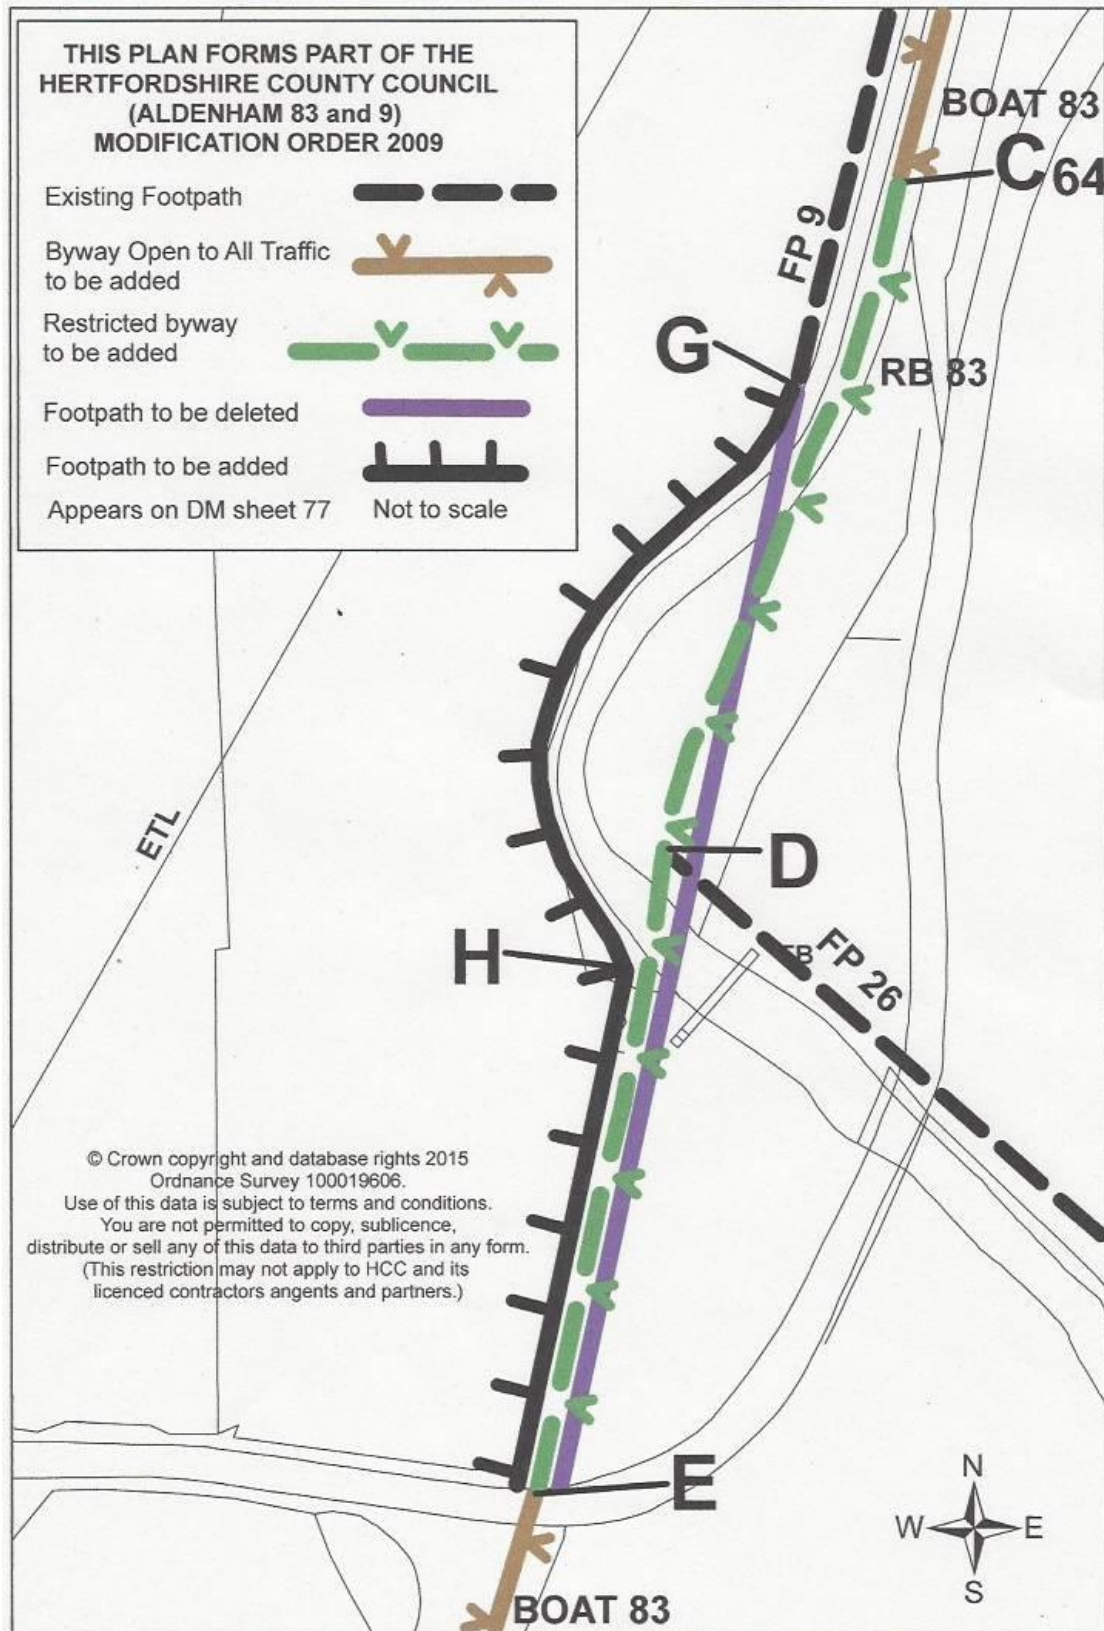 THIS PLAN FORMS PART OF THE
HERTFORDSHIRE COUNTY COUNCIL
(ALDENHAM 83 and 9)
MODIFICATION ORDER 2009
Existing Footpath
Byway Open to All Traffic
to be added
Restricted byway
to be added
Footpath to be deleted
Footpath to be added
Appears on DM sheet 77 Not to scale
BOAT 83
C 64
FP 9
G
RB 83
ETL
D
H
FP 26
© Crown copyright and database rights 2015
Ordnance Survey 100019606.
Use of this data is subject to terms and conditions.
You are not permitted to copy, sublicence,
distribute or sell any of this data to third parties in any form.
(This restriction may not apply to HCC and its
licenced contractors angents and partners.)
E
N
W E
S
BOAT 83